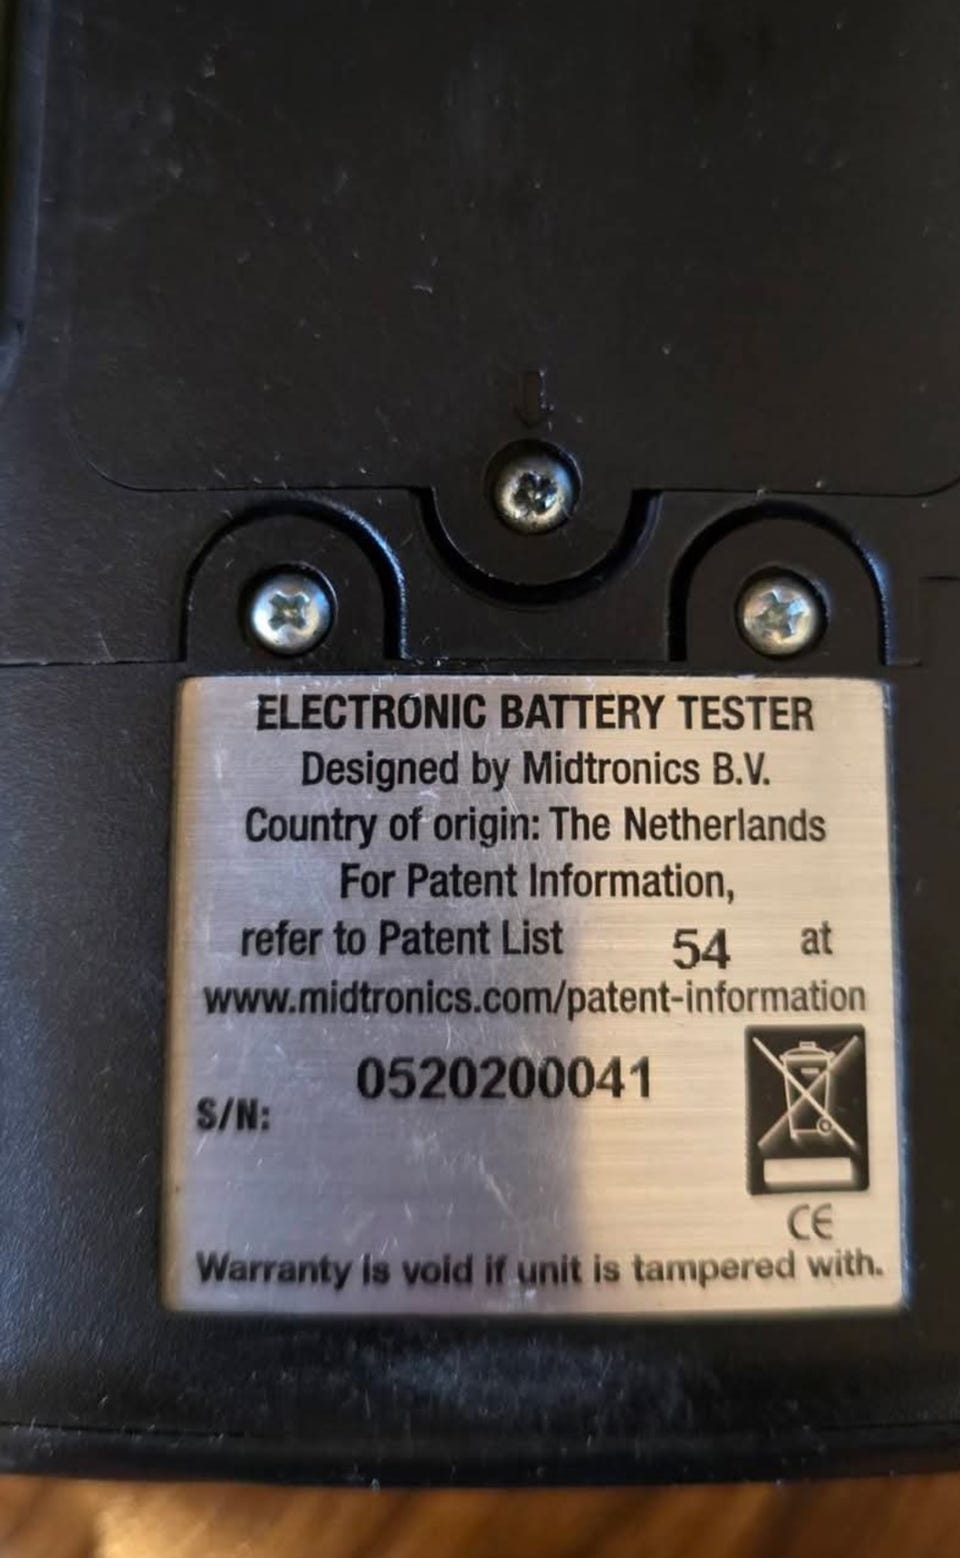 ELECTRONIC BATTERY TESTER
Designed by Midtronics B.V.
Country of origin: The Netherlands
For Patent Information,
refer to Patent List 54 at
www.midtronics.com/patent-information
0520200041
S/N:
CE
Warranty is void if unit is tampered with.